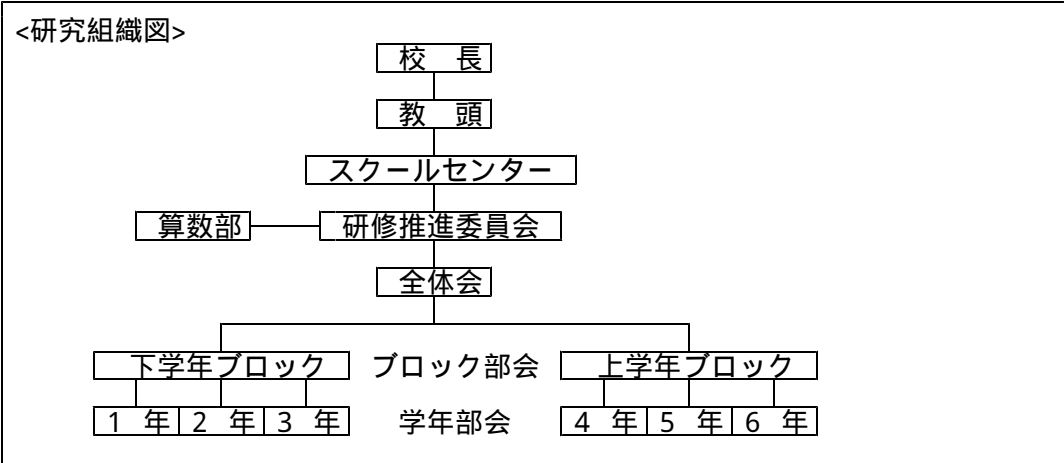 <研究組織図>
校　長
教　頭
スクールセンター
算数部　研修推進委員会
全体会
下学年ブロック　ブロック部会　上学年ブロック
1　年　2　年　3　年　学年部会　4　年　5　年　6　年